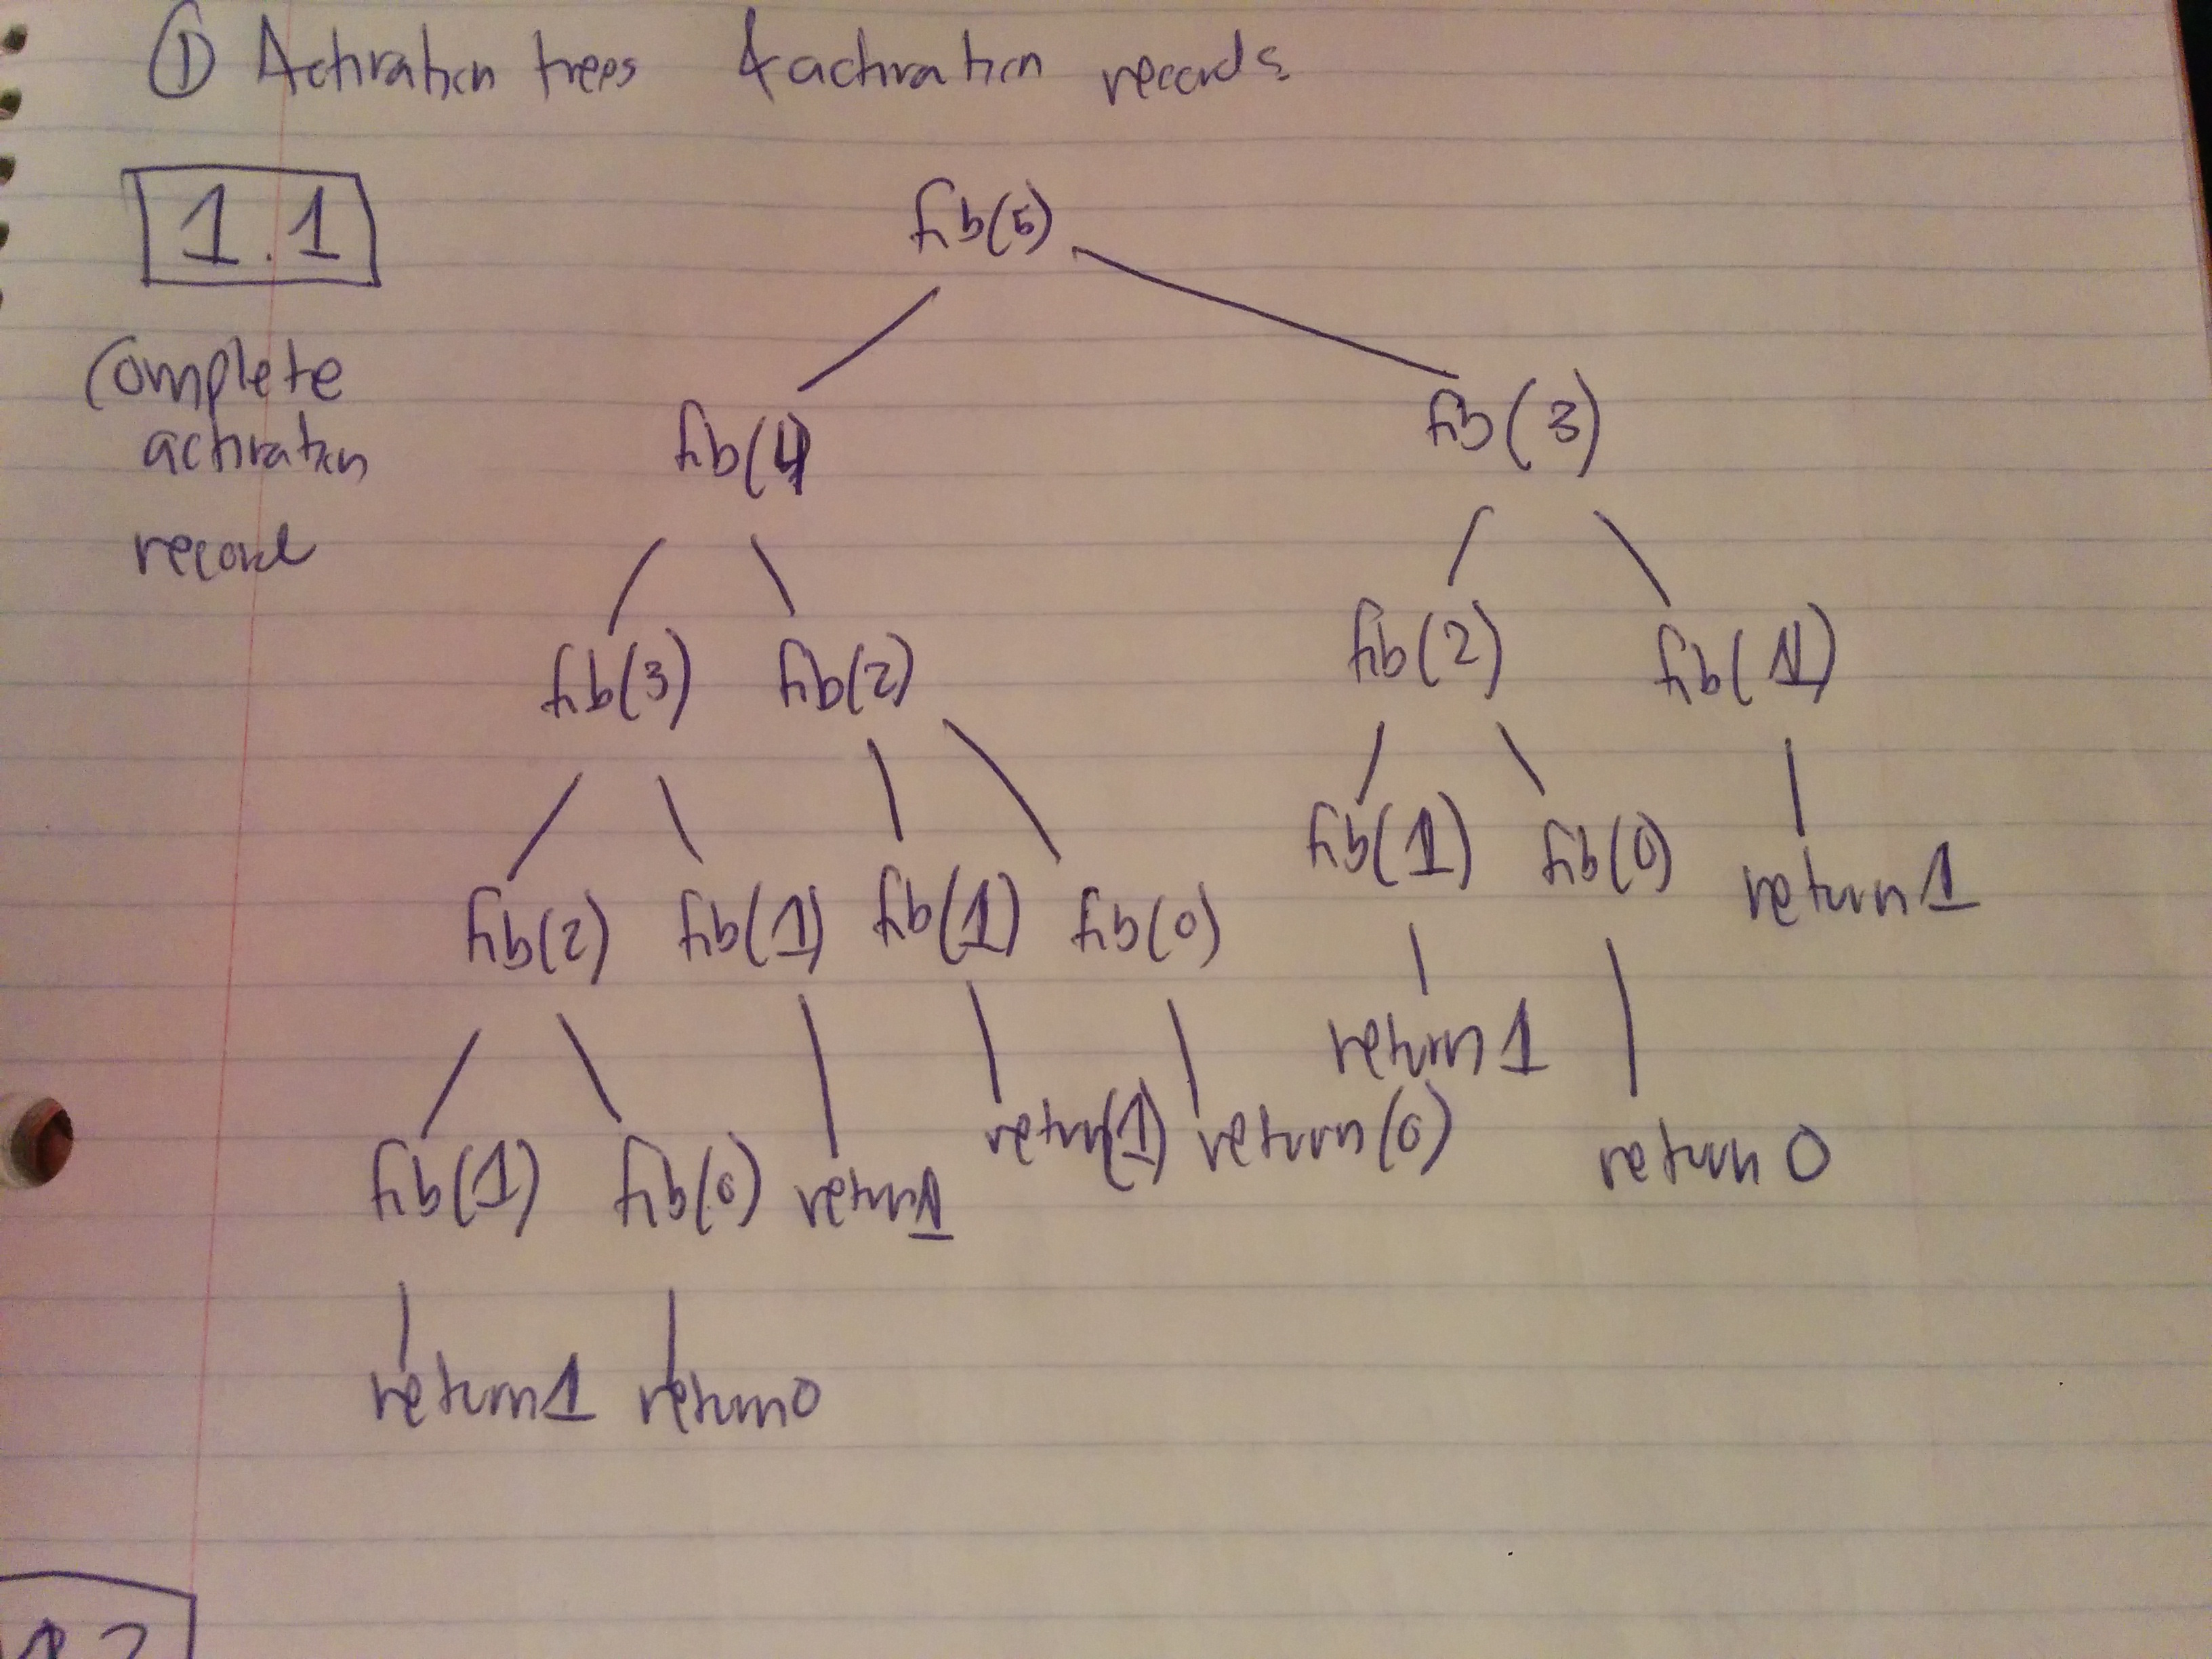 ① Activation trees & activation records
1.1
fib(5)
Complete
activation
record
fib(4) fib(3)
fib(3) fib(2) fib(2) fib(1)
fib(2) fib(1) fib(1) fib(0) fib(1) fib(0) return 1
fib(1) fib(0) return 1 retur(1) return(0) return 1 return 0
return 1 return 0